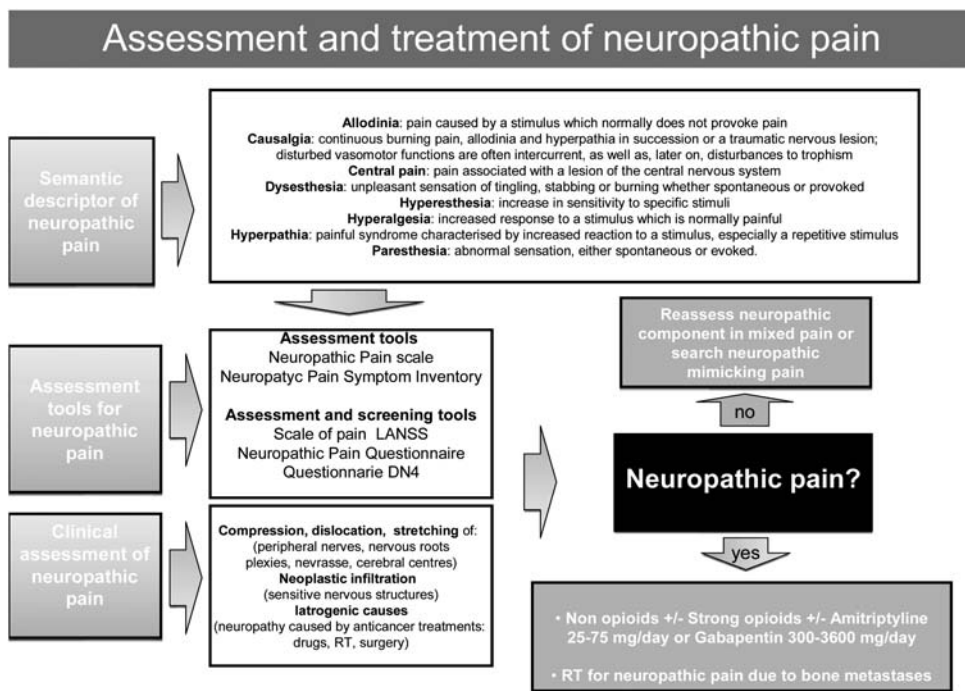 Assessment and treatment of neuropathic pain
Semantic
descriptor of
neuropathic
pain
Allodinia: pain caused by a stimulus which normally does not provoke pain
Causalgia: continuous burning pain, allodinia and hyperpathia in succession or a traumatic nervous lesion;
disturbed vasomotor functions are often intercurrent, as well as, later on, disturbances to trophism
Central pain: pain associated with a lesion of the central nervous system
Dysesthesia: unpleasant sensation of tingling, stabbing or burning whether spontaneous or provoked
Hyperesthesia: increase in sensitivity to specific stimuli
Hyperalgesia: increased response to a stimulus which is normally painful
Hyperpathia: painful syndrome characterised by increased reaction to a stimulus, especially a repetitive stimulus
Paresthesia: abnormal sensation, either spontaneous or evoked.
Assessment
tools for
neuropathic
pain
Assessment tools
Neuropathic Pain scale
Neuropatyc Pain Symptom Inventory
Assessment and screening tools
Scale of pain LANSS
Neuropathic Pain Questionnaire
Questionnarie DN4
Clinical
assessment of
neuropathic
pain
Compression, dislocation, stretching of:
(peripheral nerves, nervous roots
plexies, nevrasse, cerebral centres)
Neoplastic infiltration
(sensitive nervous structures)
Iatrogenic causes
(neuropathy caused by anticancer treatments:
drugs, RT, surgery)
Reassess neuropathic
component in mixed pain or
search neuropathic
mimicking pain
no
Neuropathic pain?
yes
• Non opioids +/- Strong opioids +/- Amitriptyline
25-75 mg/day or Gabapentin 300-3600 mg/day
• RT for neuropathic pain due to bone metastases